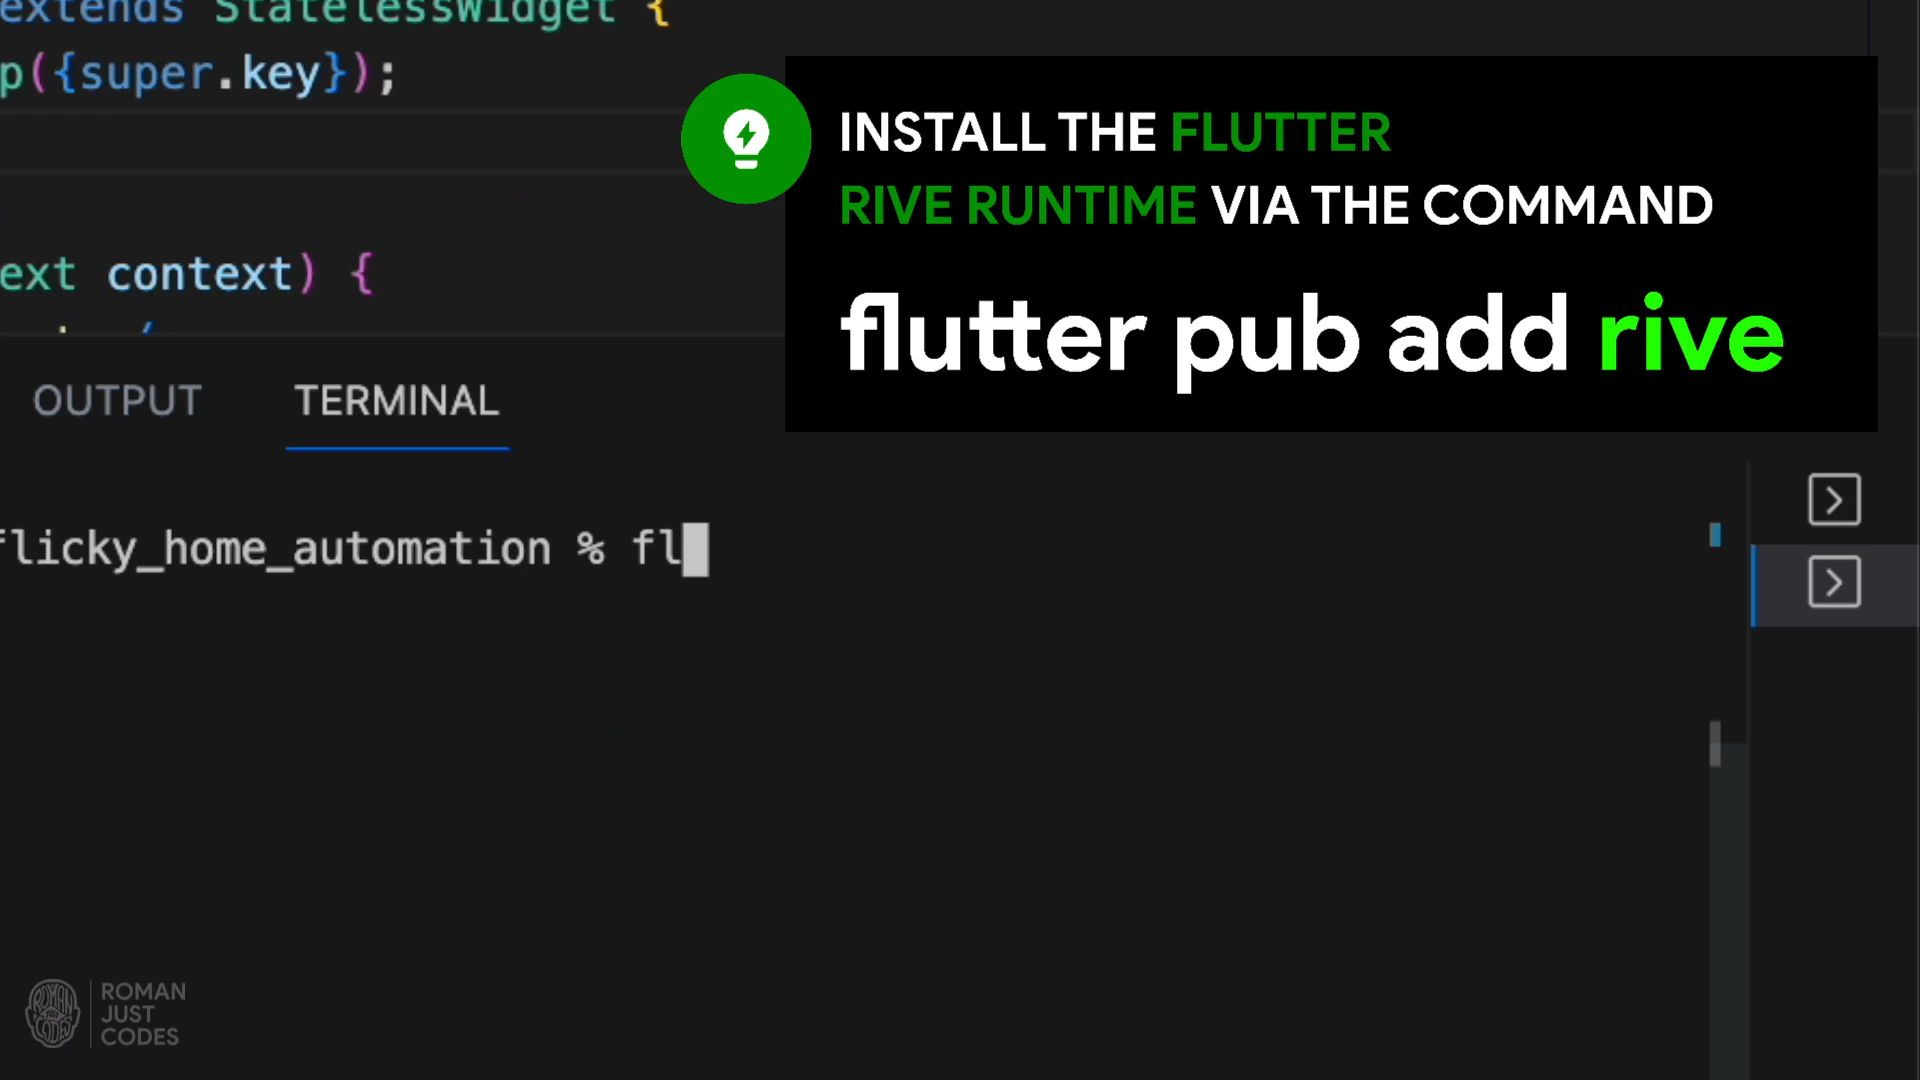 extends StatelessWidget {
p({super.key});
ext context) {
INSTALL THE FLUTTER
RIVE RUNTIME VIA THE COMMAND
flutter pub add rive
OUTPUT TERMINAL
flicky_home_automation % fl
ROMAN
JUST
CODES